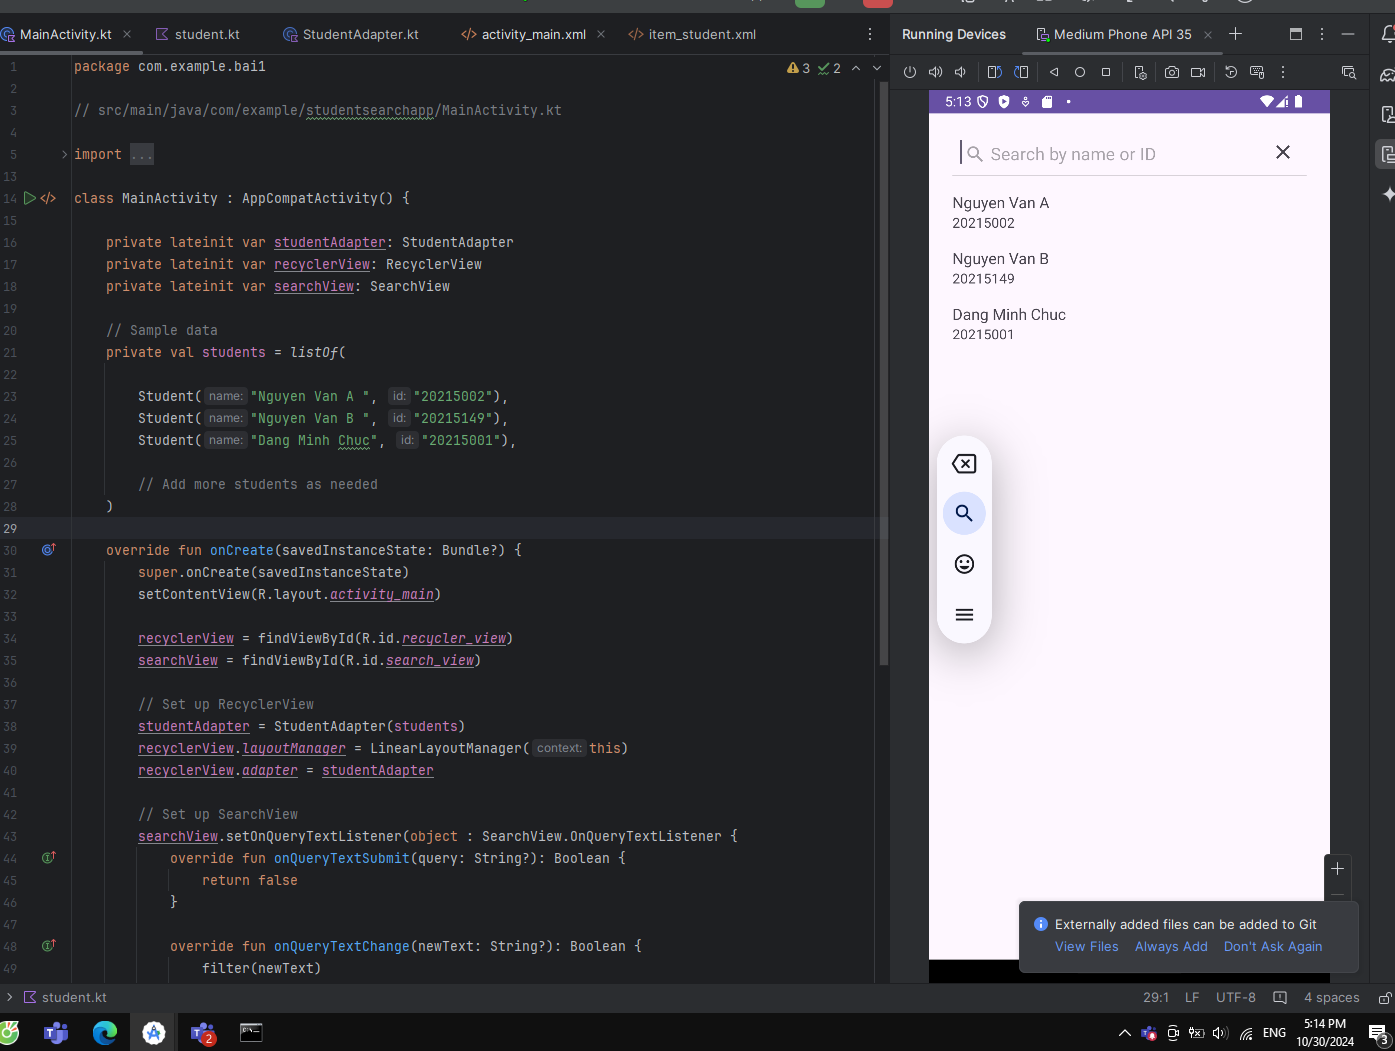 MainActivity.kt
student.kt
StudentAdapter.kt
activity_main.xml
item_student.xml
Running Devices
Medium Phone API 35
3
2
1 package com.example.bai1
2
3 // src/main/java/com/example/studentsearchapp/MainActivity.kt
4
5 import ...
13
14 class MainActivity : AppCompatActivity() {
15
16 private lateinit var studentAdapter: StudentAdapter
17 private lateinit var recyclerView: RecyclerView
18 private lateinit var searchView: SearchView
19
20 // Sample data
21 private val students = listOf(
22
23 Student( name: "Nguyen Van A ", id: "20215002"),
24 Student( name: "Nguyen Van B ", id: "20215149"),
25 Student( name: "Dang Minh Chuc", id: "20215001"),
26
27 // Add more students as needed
28 )
29
30 override fun onCreate(savedInstanceState: Bundle?) {
31 super.onCreate(savedInstanceState)
32 setContentView(R.layout.activity_main)
33
34 recyclerView = findViewById(R.id.recycler_view)
35 searchView = findViewById(R.id.search_view)
36
37 // Set up RecyclerView
38 studentAdapter = StudentAdapter(students)
39 recyclerView.layoutManager = LinearLayoutManager( context: this)
40 recyclerView.adapter = studentAdapter
41
42 // Set up SearchView
43 searchView.setOnQueryTextListener(object : SearchView.OnQueryTextListener {
44 override fun onQueryTextSubmit(query: String?): Boolean {
45 return false
46 }
47
48 override fun onQueryTextChange(newText: String?): Boolean {
49 filter(newText)
5:13
Search by name or ID
Nguyen Van A
20215002
Nguyen Van B
20215149
Dang Minh Chuc
20215001
Externally added files can be added to Git
View Files Always Add Don't Ask Again
student.kt
29:1 LF UTF-8 4 spaces
2
ENG
5:14 PM
10/30/2024
3